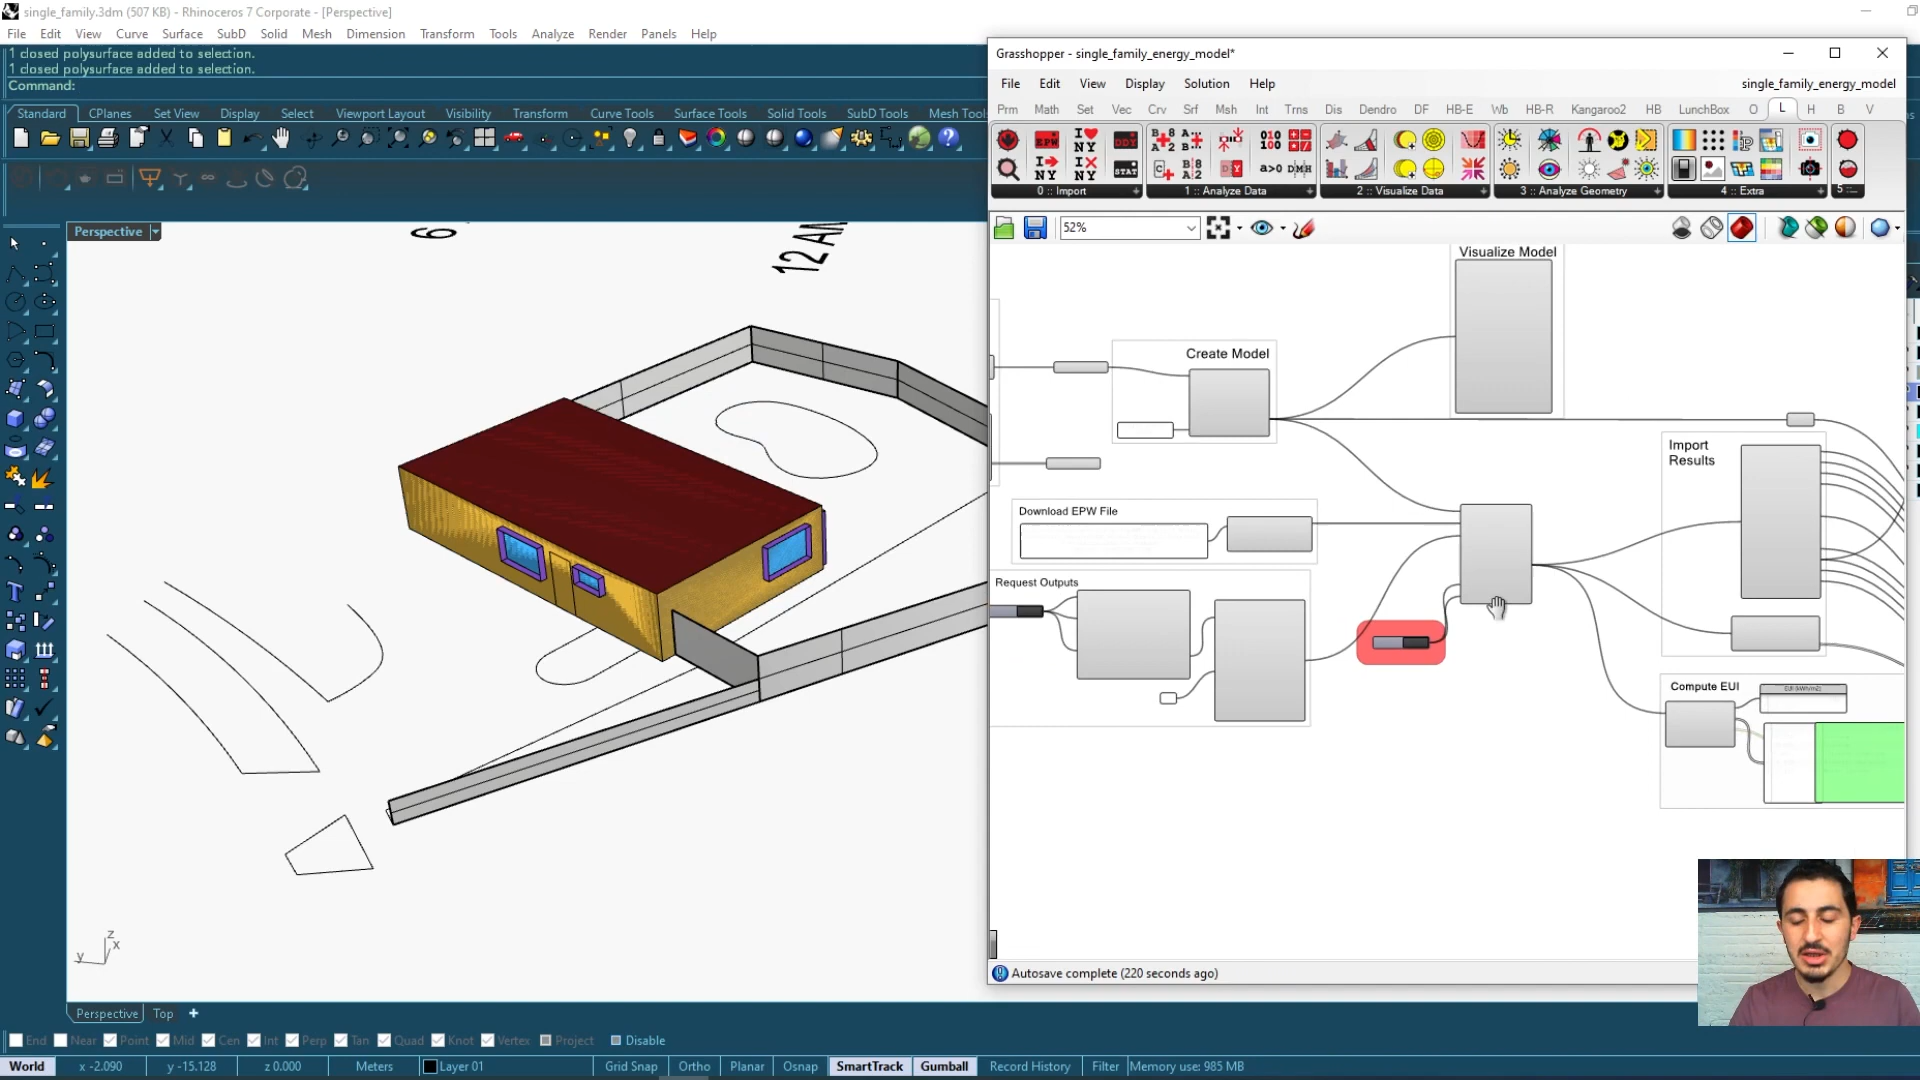 single_family.3dm (507 KB) - Rhinoceros 7 Corporate - [Perspective]
File Edit View Curve Surface SubD Solid Mesh Dimension Transform Tools Analyze Render Panels Help
1 closed polysurface added to selection.
1 closed polysurface added to selection.
Command:
Standard CPlanes Set View Display Select Viewport Layout Visibility Transform Curve Tools Surface Tools Solid Tools SubD Tools Mesh Tools
Perspective
6
12 AM
Grasshopper - single_family_energy_model*
File Edit View Display Solution Help single_family_energy_model
Prm Math Set Vec Crv Srf Msh Int Trns Dis Dendro DF HB-E Wb HB-R Kangaroo2 HB LunchBox O L H B V
0 :: Import 1 :: Analyze Data 2 :: Visualize Data 3 :: Analyze Geometry 4 :: Extra 5 ::
52%
Visualize Model
Create Model
Import
Results
Download EPW File
Request Outputs
Compute EUI
EUI (kWh/m2)
Autosave complete (220 seconds ago)
z
x
y
Perspective Top
End Near Point Mid Cen Int Perp Tan Quad Knot Vertex Project Disable
World x -2.090 y -15.128 z 0.000 Meters Layer 01 Grid Snap Ortho Planar Osnap SmartTrack Gumball Record History Filter Memory use: 985 MB